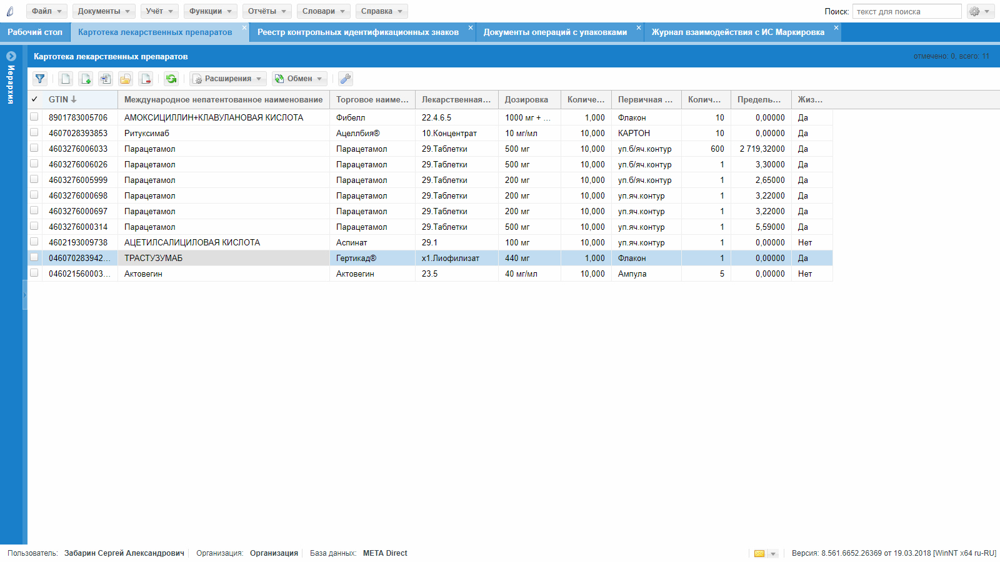 Файл Документы Учёт Функции Отчёты Словари Справка Поиск: текст для поиска
Рабочий стол Картотека лекарственных препаратов Реестр контрольных идентификационных знаков Документы операций с упаковками Журнал взаимодействия с ИС Маркировка
Иерархия
Картотека лекарственных препаратов отмечено: 0, всего: 11
Расширения Обмен
GTIN Международное непатентованное наименование Торговое наиме... Лекарственная... Дозировка Количе... Первичная ... Колич... Предель... Жиз...
8901783005706 АМОКСИЦИЛЛИН+КЛАВУЛАНОВАЯ КИСЛОТА Фибелл 22.4.6.5 1000 мг + ... 1,000 Флакон 10 0,00000 Да
4607028393853 Ритуксимаб Ацеллбия® 10.Концентрат 10 мг/мл 10,000 КАРТОН 10 0,00000 Да
4603276006033 Парацетамол Парацетамол 29.Таблетки 500 мг 10,000 уп.б/яч.контур 600 2 719,32000 Да
4603276006026 Парацетамол Парацетамол 29.Таблетки 500 мг 10,000 уп.б/яч.контур 1 3,30000 Да
4603276005999 Парацетамол Парацетамол 29.Таблетки 200 мг 10,000 уп.б/яч.контур 1 2,65000 Да
4603276000698 Парацетамол Парацетамол 29.Таблетки 200 мг 10,000 уп.яч.контур 1 3,22000 Да
4603276000697 Парацетамол Парацетамол 29.Таблетки 200 мг 10,000 уп.яч.контур 1 3,22000 Да
4603276000314 Парацетамол Парацетамол 29.Таблетки 500 мг 10,000 уп.яч.контур 1 5,59000 Да
4602193009738 АЦЕТИЛСАЛИЦИЛОВАЯ КИСЛОТА Аспинат 29.1 100 мг 10,000 уп.яч.контур 1 0,00000 Нет
046070283942... ТРАСТУЗУМАБ Гертикад® x1.Лиофилизат 440 мг 1,000 Флакон 1 0,00000 Да
046021560003... Актовегин Актовегин 23.5 40 мг/мл 10,000 Ампула 5 0,00000 Нет
Пользователь: Забарин Сергей Александрович Организация: Организация База данных: META Direct Версия: 8.561.6652.26369 от 19.03.2018 [WinNT x64 ru-RU]